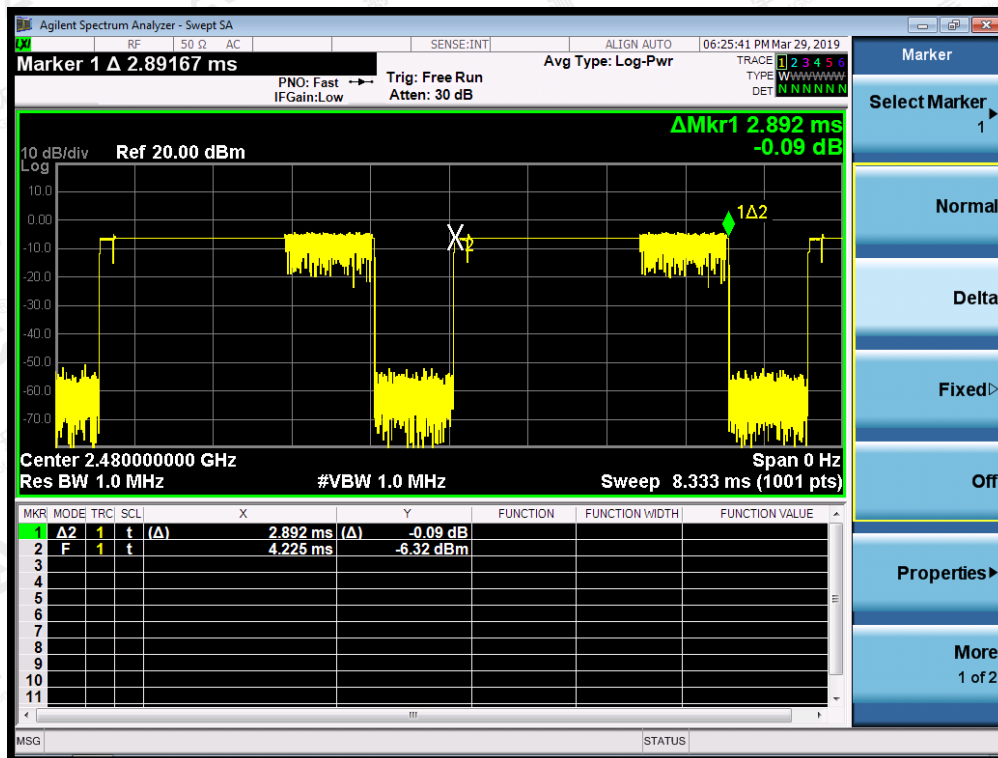 Agilent Spectrum Analyzer - Swept SA
LXI RF 50 Ω AC SENSE:INT ALIGN AUTO 06:25:41 PM Mar 29, 2019
Marker 1 Δ 2.89167 ms
PNO: Fast
IFGain:Low
Trig: Free Run
Atten: 30 dB
Avg Type: Log-Pwr
TRACE 1 2 3 4 5 6
TYPE WWWWWWW
DET N N N N N N
ΔMkr1 2.892 ms
-0.09 dB
10 dB/div Ref 20.00 dBm
Log
10.0
0.00
-10.0
-20.0
-30.0
-40.0
-50.0
-60.0
-70.0
1Δ2
2
Center 2.480000000 GHz Span 0 Hz
Res BW 1.0 MHz #VBW 1.0 MHz Sweep 8.333 ms (1001 pts)
MKR MODE TRC SCL X Y FUNCTION FUNCTION WIDTH FUNCTION VALUE
1 Δ2 1 t (Δ) 2.892 ms (Δ) -0.09 dB
2 F 1 t 4.225 ms -6.32 dBm
3
4
5
6
7
8
9
10
11
MSG STATUS
Marker
Select Marker
1
Normal
Delta
Fixed
Off
Properties
More
1 of 2